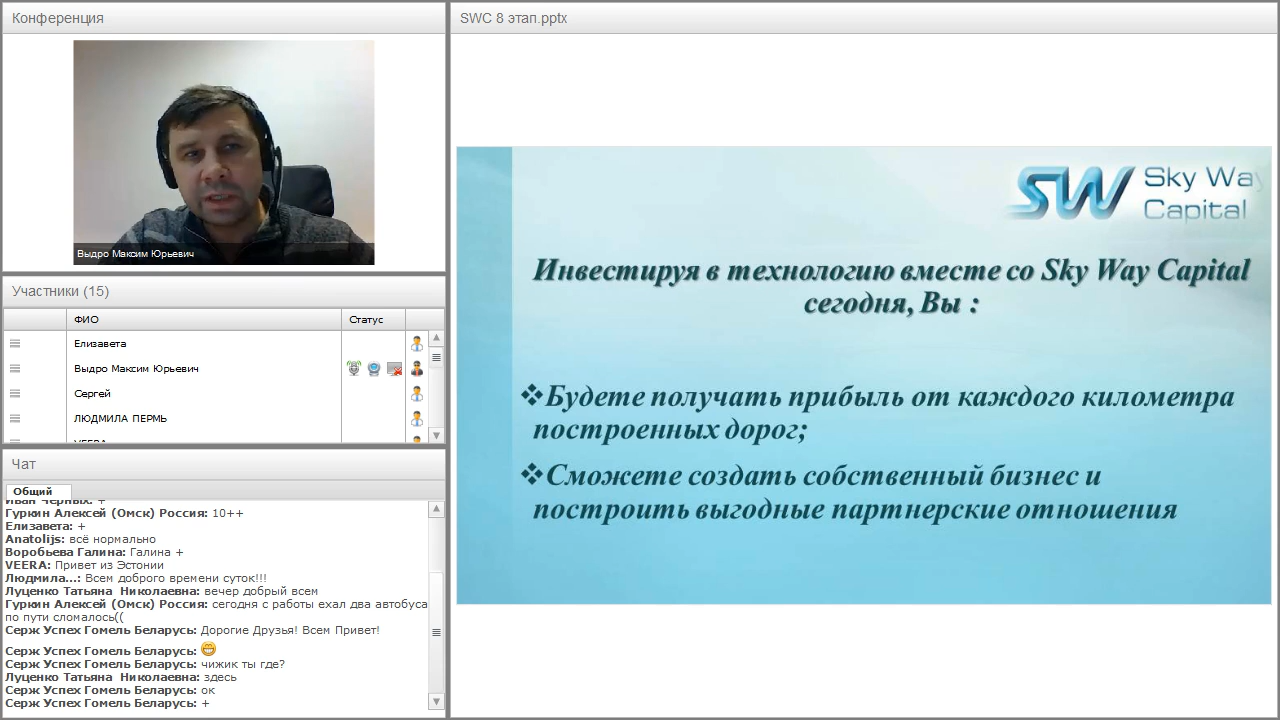 Конференция
Выдро Максим Юрьевич
Участники (15)
ФИО
Статус
Елизавета
Выдро Максим Юрьевич
Сергей
ЛЮДМИЛА ПЕРМЬ
VEERA
Чат
Общий
Иван Черных: +
Гуркин Алексей (Омск) Россия: 10++
Елизавета: +
Anatolijs: всё нормально
Воробьева Галина: Галина +
VEERA: Привет из Эстонии
Людмила...: Всем доброго времени суток!!!
Луценко Татьяна  Николаевна: вечер добрый всем
Гуркин Алексей (Омск) Россия: сегодня с работы ехал два автобуса
по пути сломалось((
Серж Успех Гомель Беларусь: Дорогие Друзья! Всем Привет!
Серж Успех Гомель Беларусь:
Серж Успех Гомель Беларусь: чижик ты где?
Луценко Татьяна  Николаевна: здесь
Серж Успех Гомель Беларусь: ок
Серж Успех Гомель Беларусь: +
SWC 8 этап.pptx
SW Sky Way
Capital
Инвестируя в технологию вместе со Sky Way Capital
сегодня, Вы :
❖Будете получать прибыль от каждого километра
построенных дорог;
❖Сможете создать собственный бизнес и
построить выгодные партнерские отношения